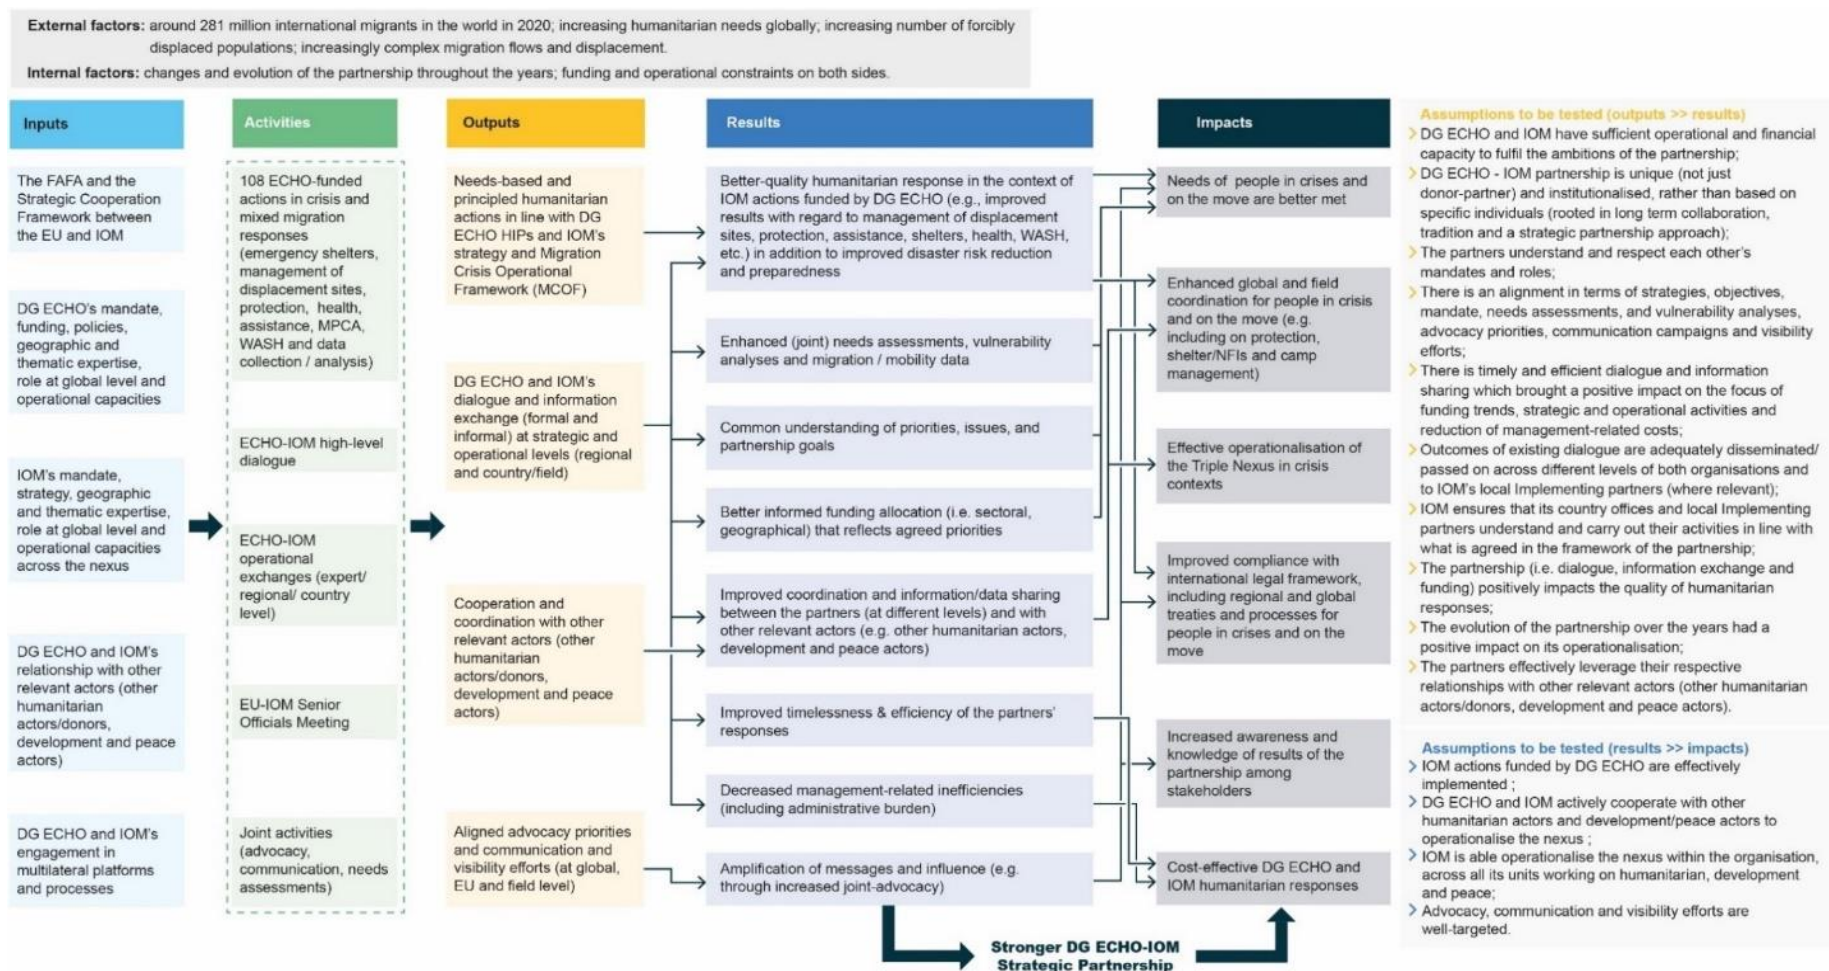 External factors: around 281 million international migrants in the world in 2020; increasing humanitarian needs globally; increasing number of forcibly
displaced populations; increasingly complex migration flows and displacement.
Internal factors: changes and evolution of the partnership throughout the years; funding and operational constraints on both sides.
Inputs
The FAFA and the
Strategic Cooperation
Framework between
the EU and IOM
DG ECHO's mandate,
funding, policies,
geographic and
thematic expertise,
role at global level and
operational capacities
IOM's mandate,
strategy, geographic
and thematic expertise,
role at global level and
operational capacities
across the nexus
DG ECHO and IOM's
relationship with other
relevant actors (other
humanitarian
actors/donors,
development and peace
actors)
DG ECHO and IOM's
engagement in
multilateral platforms
and processes
Activities
108 ECHO-funded
actions in crisis and
mixed migration
responses
(emergency shelters,
management of
displacement sites,
protection, health,
assistance, MPCA,
WASH and data
collection / analysis)
ECHO-IOM high-level
dialogue
ECHO-IOM
operational
exchanges (expert/
regional/ country
level)
EU-IOM Senior
Officials Meeting
Joint activities
(advocacy,
communication, needs
assessments)
Outputs
Needs-based and
principled humanitarian
actions in line with DG
ECHO HIPs and IOM's
strategy and Migration
Crisis Operational
Framework (MCOF)
DG ECHO and IOM's
dialogue and information
exchange (formal and
informal) at strategic and
operational levels (regional
and country/field)
Cooperation and
coordination with other
relevant actors (other
humanitarian
actors/donors,
development and peace
actors)
Aligned advocacy priorities
and communication and
visibility efforts (at global,
EU and field level)
Results
Better-quality humanitarian response in the context of
IOM actions funded by DG ECHO (e.g., improved
results with regard to management of displacement
sites, protection, assistance, shelters, health, WASH,
etc.) in addition to improved disaster risk reduction
and preparedness
Enhanced (joint) needs assessments, vulnerability
analyses and migration / mobility data
Common understanding of priorities, issues, and
partnership goals
Better informed funding allocation (i.e. sectoral,
geographical) that reflects agreed priorities
Improved coordination and information/data sharing
between the partners (at different levels) and with
other relevant actors (e.g. other humanitarian actors,
development and peace actors)
Improved timelessness & efficiency of the partners'
responses
Decreased management-related inefficiencies
(including administrative burden)
Amplification of messages and influence (e.g.
through increased joint-advocacy)
Stronger DG ECHO-IOM
Strategic Partnership
Impacts
Needs of people in crises and
on the move are better met
Enhanced global and field
coordination for people in crisis
and on the move (e.g.
including on protection,
shelter/NFIs and camp
management)
Effective operationalisation of
the Triple Nexus in crisis
contexts
Improved compliance with
international legal framework,
including regional and global
treaties and processes for
people in crises and on the
move
Increased awareness and
knowledge of results of the
partnership among
stakeholders
Cost-effective DG ECHO and
IOM humanitarian responses
Assumptions to be tested (outputs >> results)
DG ECHO and IOM have sufficient operational and financial
capacity to fulfil the ambitions of the partnership;
DG ECHO - IOM partnership is unique (not just
donor-partner) and institutionalised, rather than based on
specific individuals (rooted in long term collaboration,
tradition and a strategic partnership approach);
The partners understand and respect each other's
mandates and roles;
There is an alignment in terms of strategies, objectives,
mandate, needs assessments, and vulnerability analyses,
advocacy priorities, communication campaigns and visibility
efforts;
There is timely and efficient dialogue and information
sharing which brought a positive impact on the focus of
funding trends, strategic and operational activities and
reduction of management-related costs;
Outcomes of existing dialogue are adequately disseminated/
passed on across different levels of both organisations and
to IOM's local Implementing partners (where relevant);
IOM ensures that its country offices and local Implementing
partners understand and carry out their activities in line with
what is agreed in the framework of the partnership;
The partnership (i.e. dialogue, information exchange and
funding) positively impacts the quality of humanitarian
responses;
The evolution of the partnership over the years had a
positive impact on its operationalisation;
The partners effectively leverage their respective
relationships with other relevant actors (other humanitarian
actors/donors, development and peace actors).
Assumptions to be tested (results >> impacts)
IOM actions funded by DG ECHO are effectively
implemented ;
DG ECHO and IOM actively cooperate with other
humanitarian actors and development/peace actors to
operationalise the nexus ;
IOM is able operationalise the nexus within the organisation,
across all its units working on humanitarian, development
and peace;
Advocacy, communication and visibility efforts are
well-targeted.